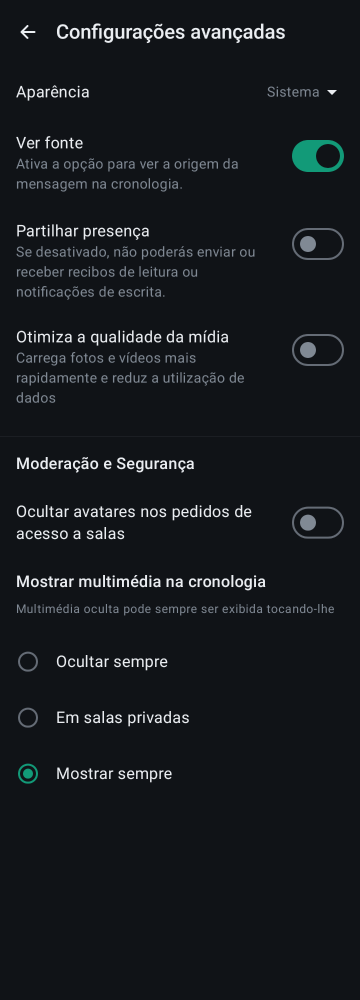 Configurações avançadas
Aparência
Sistema
Ver fonte
Ativa a opção para ver a origem da
mensagem na cronologia.
Partilhar presença
Se desativado, não poderás enviar ou
receber recibos de leitura ou
notificações de escrita.
Otimiza a qualidade da mídia
Carrega fotos e vídeos mais
rapidamente e reduz a utilização de
dados
Moderação e Segurança
Ocultar avatares nos pedidos de
acesso a salas
Mostrar multimédia na cronologia
Multimédia oculta pode sempre ser exibida tocando-lhe
Ocultar sempre
Em salas privadas
Mostrar sempre